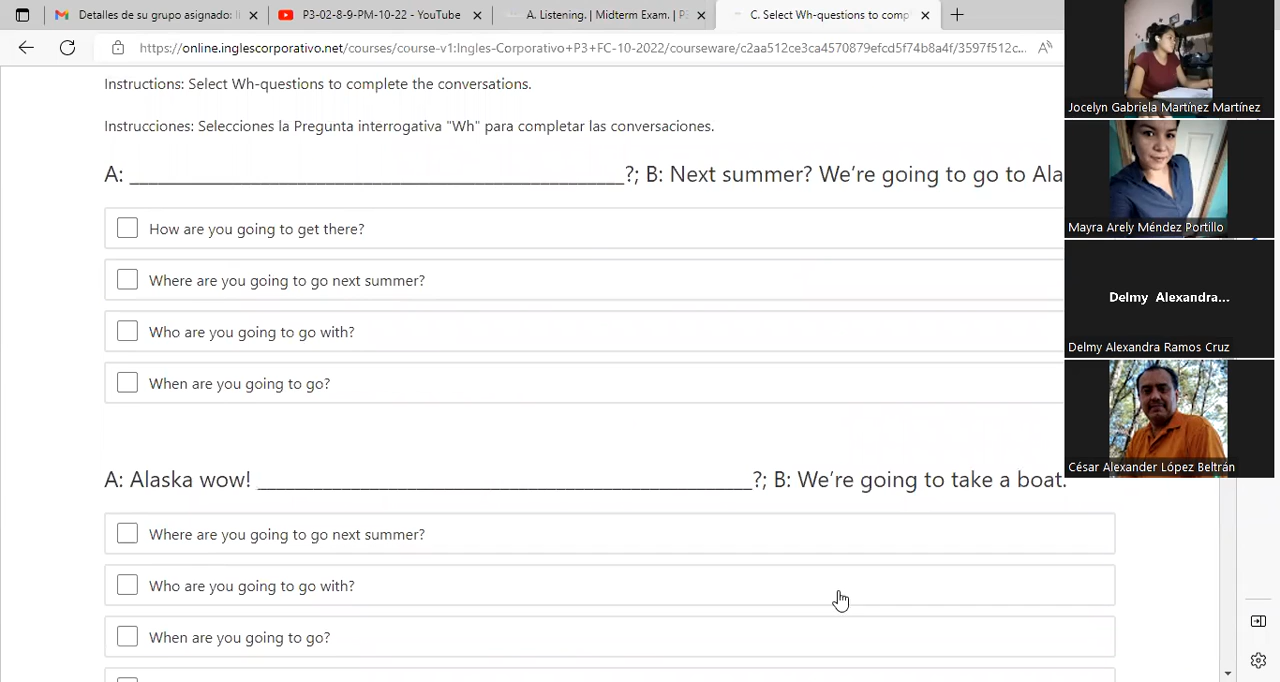 Detalles de su grupo asignado: I
P3-02-8-9-PM-10-22 - YouTube
A. Listening. | Midterm Exam. | P
C. Select Wh-questions to comp
https://online.inglescorporativo.net/courses/course-v1:Ingles-Corporativo+P3+FC-10-2022/courseware/c2aa512ce3ca4570879efcd5f74b8a4f/3597f512c...
Instructions: Select Wh-questions to complete the conversations.
Instrucciones: Selecciones la Pregunta interrogativa "Wh" para completar las conversaciones.
A: ______________________________________________?; B: Next summer? We're going to go to Ala
How are you going to get there?
Where are you going to go next summer?
Who are you going to go with?
When are you going to go?
A: Alaska wow! ______________________________________________?; B: We're going to take a boat.
Where are you going to go next summer?
Who are you going to go with?
When are you going to go?
Jocelyn Gabriela Martínez Martínez
Mayra Arely Méndez Portillo
Delmy Alexandra...
Delmy Alexandra Ramos Cruz
César Alexander López Beltrán